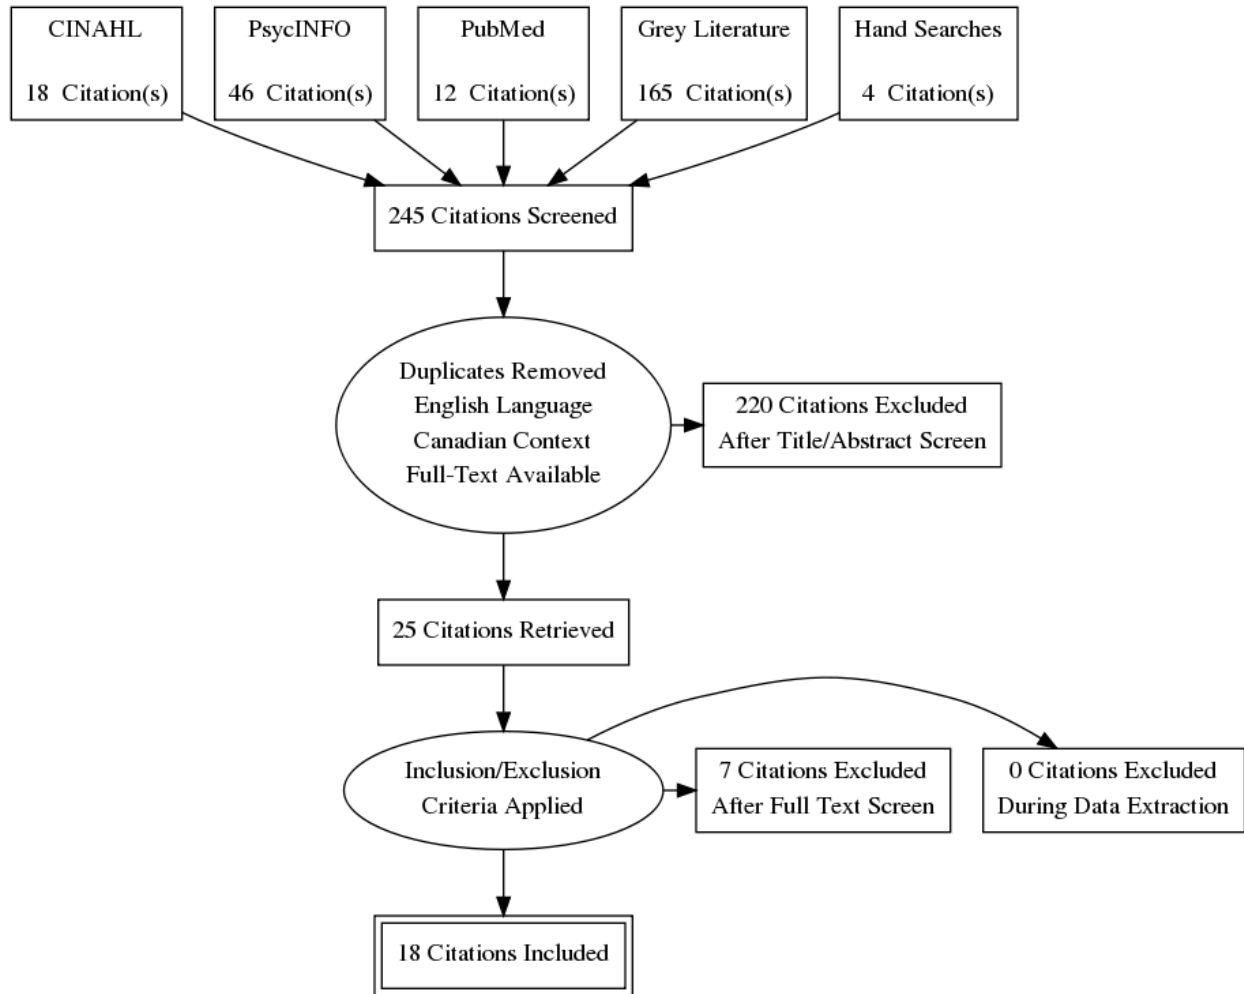 CINAHL
18 Citation(s)
PsycINFO
46 Citation(s)
PubMed
12 Citation(s)
Grey Literature
165 Citation(s)
Hand Searches
4 Citation(s)
245 Citations Screened
Duplicates Removed
English Language
Canadian Context
Full-Text Available
220 Citations Excluded
After Title/Abstract Screen
25 Citations Retrieved
Inclusion/Exclusion
Criteria Applied
7 Citations Excluded
After Full Text Screen
0 Citations Excluded
During Data Extraction
18 Citations Included